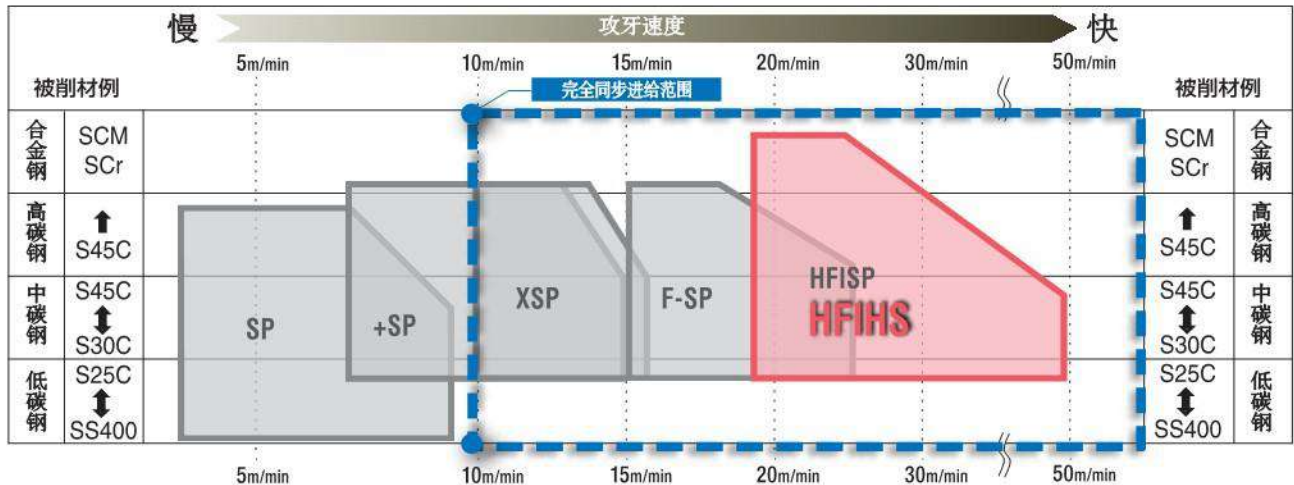 慢 攻牙速度 快
5m/min 10m/min 15m/min 20m/min 30m/min 50m/min
被削材例 完全同步进给范围 被削材例
合金钢 SCM SCr
SCM SCr 合金钢
高碳钢 ⬆ S45C
⬆ S45C 高碳钢
中碳钢 S45C ⬍ S30C
S45C ⬍ S30C 中碳钢
低碳钢 S25C ⬍ SS400
S25C ⬍ SS400 低碳钢
SP
+SP
XSP
F-SP
HFISP
HFIHS
5m/min 10m/min 15m/min 20m/min 30m/min 50m/min